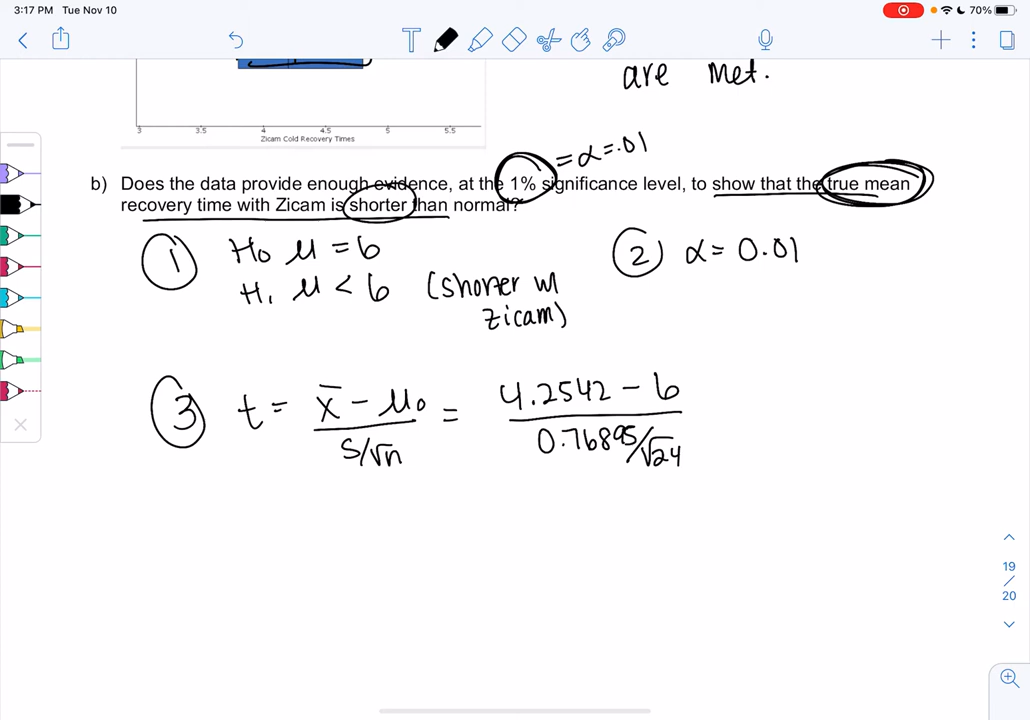 3:17 PM Tue Nov 10
70%
are met.
3 3.5 4 4.5 5 5.5
Zicam Cold Recovery Times
= α = .01
b) Does the data provide enough evidence, at the 1% significance level, to show that the true mean
recovery time with Zicam is shorter than normal?
① H₀ μ = 6
H₁ μ < 6 (shorter w/
zicam)
② α = 0.01
③ t = x̄ - μ₀ / S/√n = 4.2542 - 6 / 0.76895/√24
19
/
20